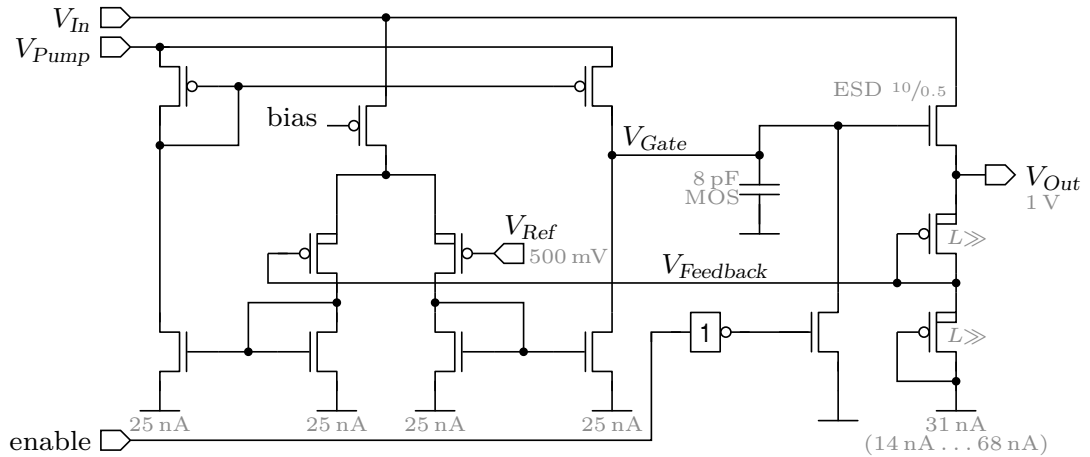 V_In
V_Pump
ESD 10/0.5
bias
V_Gate
8 pF
MOS
V_Out
1 V
V_Ref
500 mV
L≫
V_Feedback
1
L≫
25 nA
25 nA
25 nA
25 nA
31 nA
enable
(14 nA . . . 68 nA)